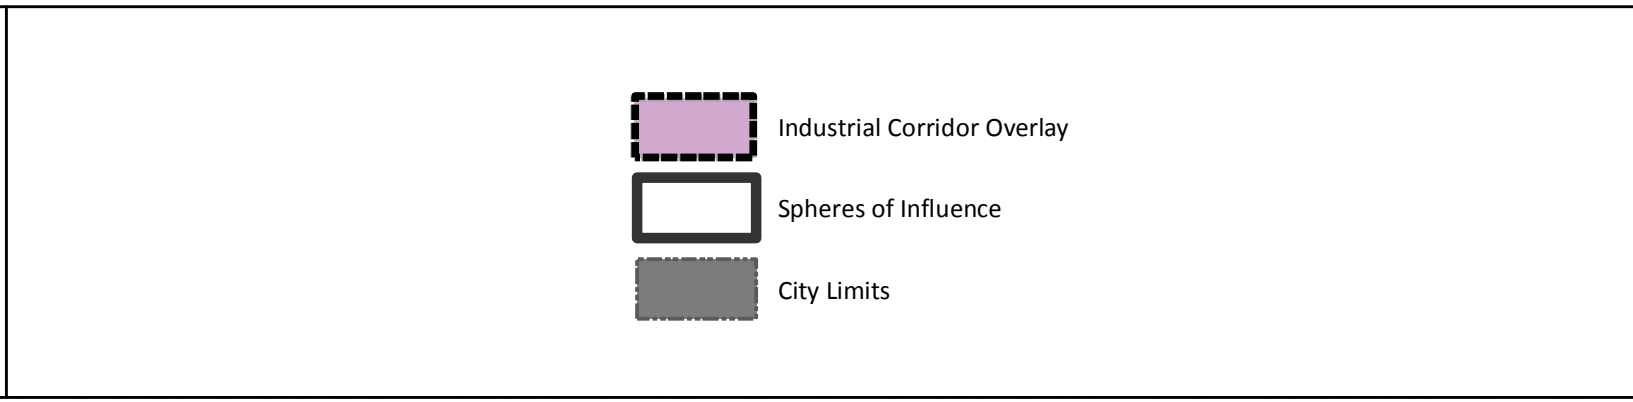 Industrial Corridor Overlay
Spheres of Influence
City Limits